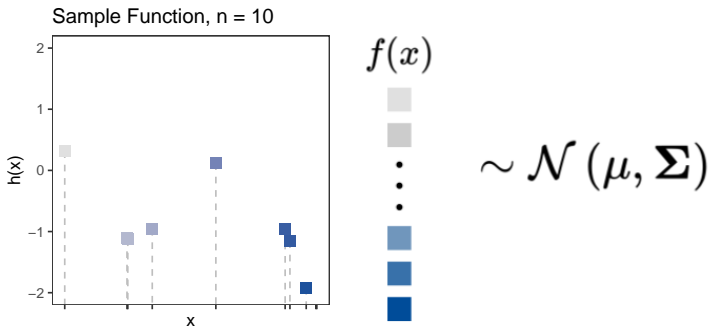 Sample Function, n = 10
2
1
0
−1
−2
h(x)
x
f(x)
∼ 𝒩 (μ, Σ)